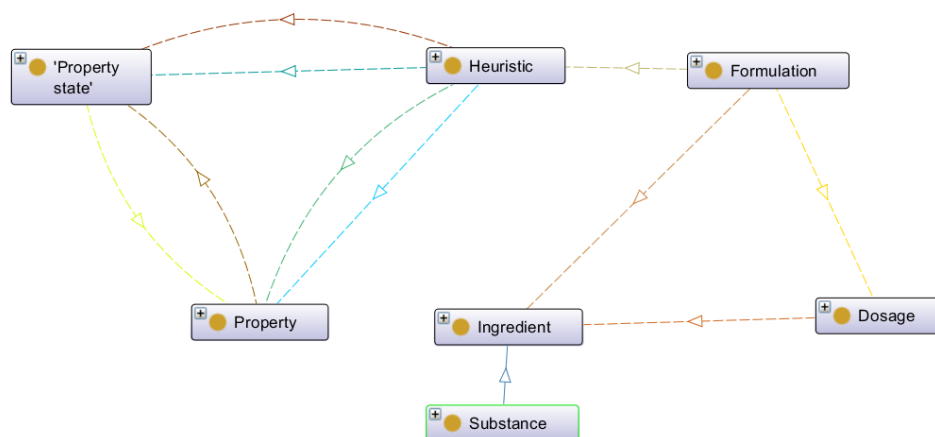 'Property
state'
Heuristic
Formulation
Property
Ingredient
Dosage
Substance